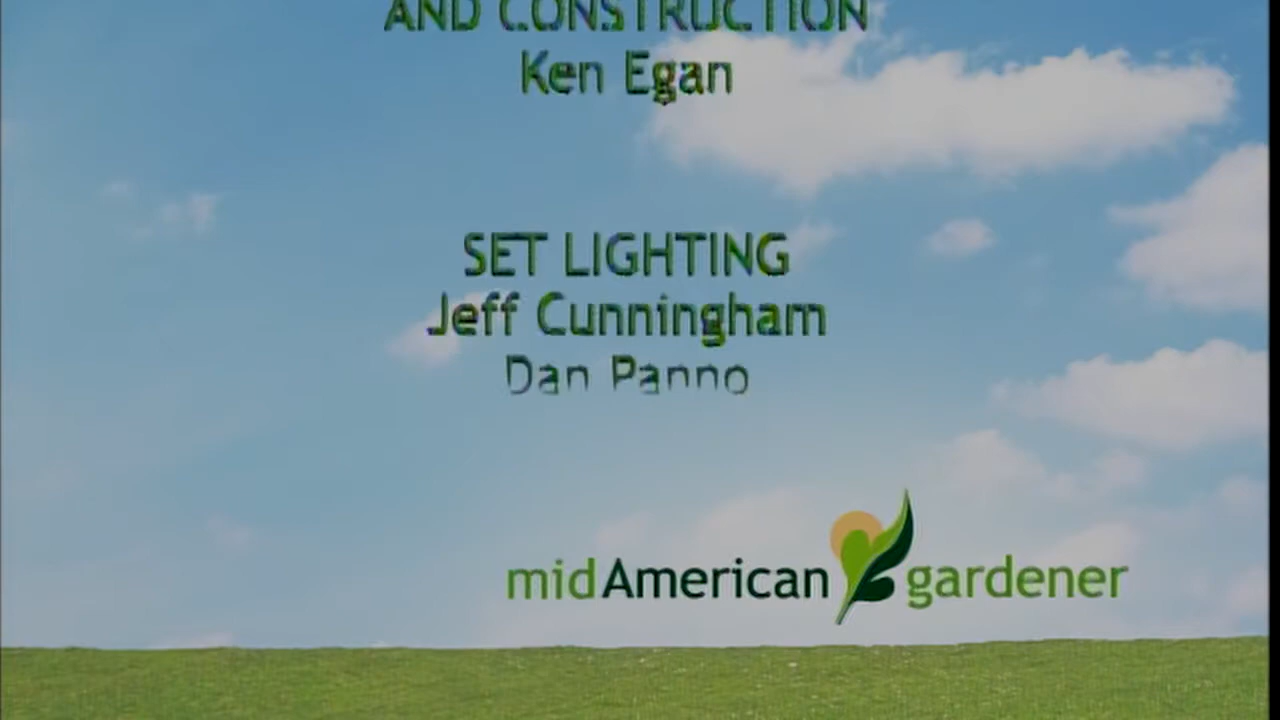 AND CONSTRUCTION
Ken Egan
SET LIGHTING
Jeff Cunningham
Dan Panno
midAmerican gardener